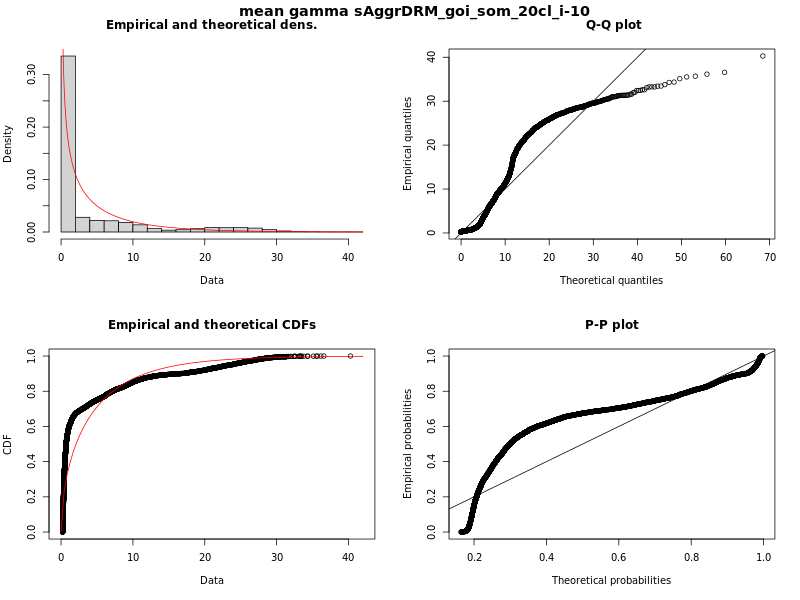 mean gamma sAggrDRM_goi_som_20cl_i-10
Empirical and theoretical dens.
Density
0.00 0.10 0.20 0.30
0 10 20 30 40
Data
Q-Q plot
Empirical quantiles
0 10 20 30 40
0 10 20 30 40 50 60 70
Theoretical quantiles
Empirical and theoretical CDFs
CDF
0.0 0.2 0.4 0.6 0.8 1.0
0 10 20 30 40
Data
P-P plot
Empirical probabilities
0.0 0.2 0.4 0.6 0.8 1.0
0.2 0.4 0.6 0.8 1.0
Theoretical probabilities